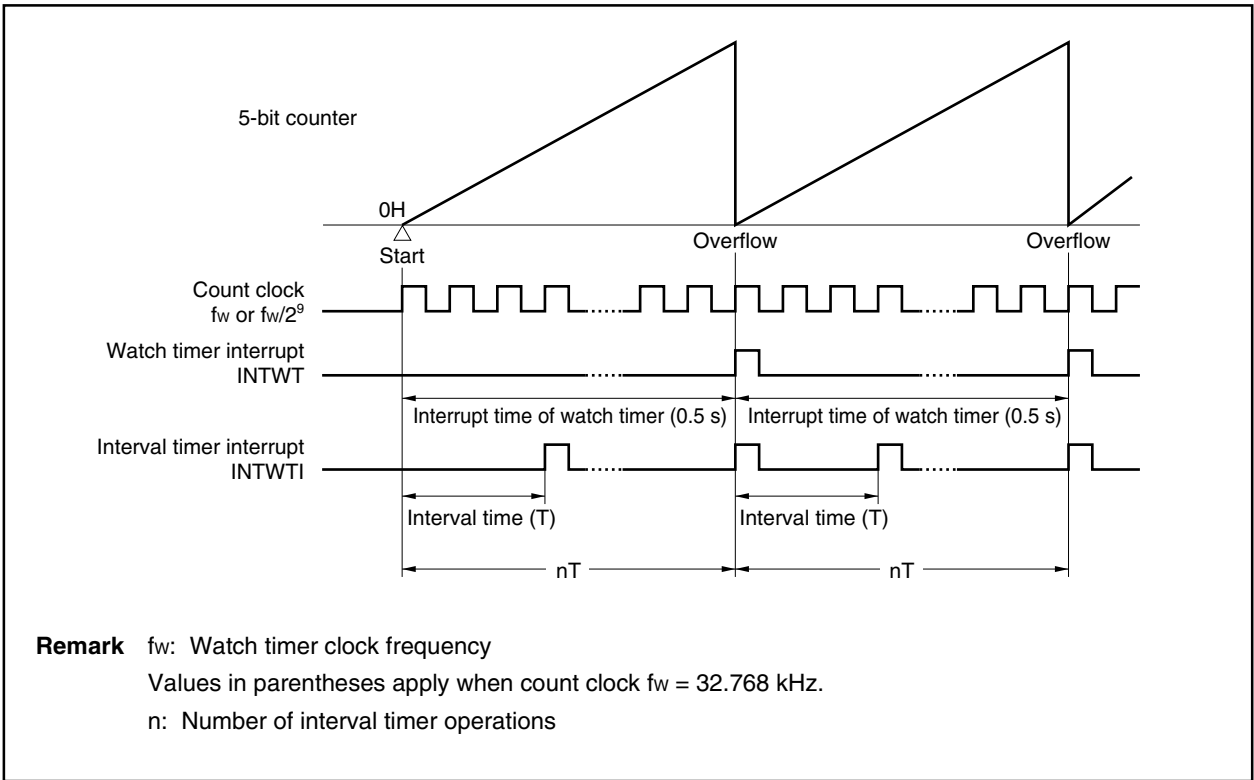 5-bit counter
0H
Start
Overflow
Overflow
Count clock
fw or fw/2⁹
Watch timer interrupt
INTWT
Interrupt time of watch timer (0.5 s)
Interrupt time of watch timer (0.5 s)
Interval timer interrupt
INTWTI
Interval time (T)
Interval time (T)
nT
nT
Remark fw: Watch timer clock frequency
Values in parentheses apply when count clock fw = 32.768 kHz.
n: Number of interval timer operations